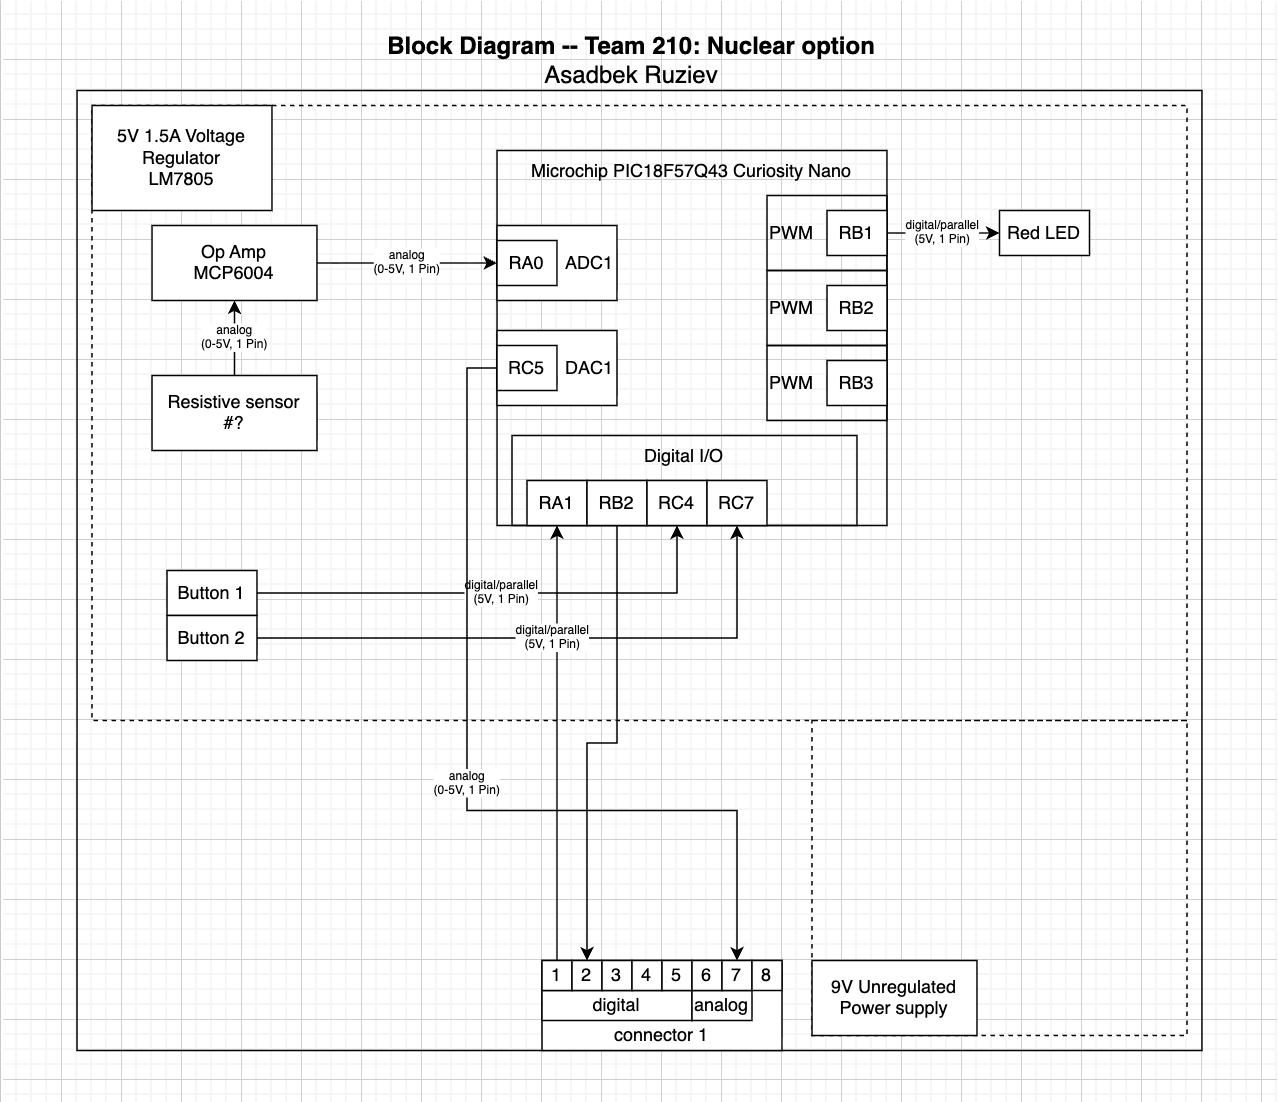 Block Diagram -- Team 210: Nuclear option
Asadbek Ruziev
5V 1.5A Voltage
Regulator
LM7805
Microchip PIC18F57Q43 Curiosity Nano
Op Amp
MCP6004
analog
(0-5V, 1 Pin)
RA0
ADC1
PWM
RB1
digital/parallel
(5V, 1 Pin)
Red LED
PWM
RB2
analog
(0-5V, 1 Pin)
RC5
DAC1
PWM
RB3
Resistive sensor
#?
Digital I/O
RA1
RB2
RC4
RC7
Button 1
digital/parallel
(5V, 1 Pin)
Button 2
digital/parallel
(5V, 1 Pin)
analog
(0-5V, 1 Pin)
1
2
3
4
5
6
7
8
digital
analog
connector 1
9V Unregulated
Power supply